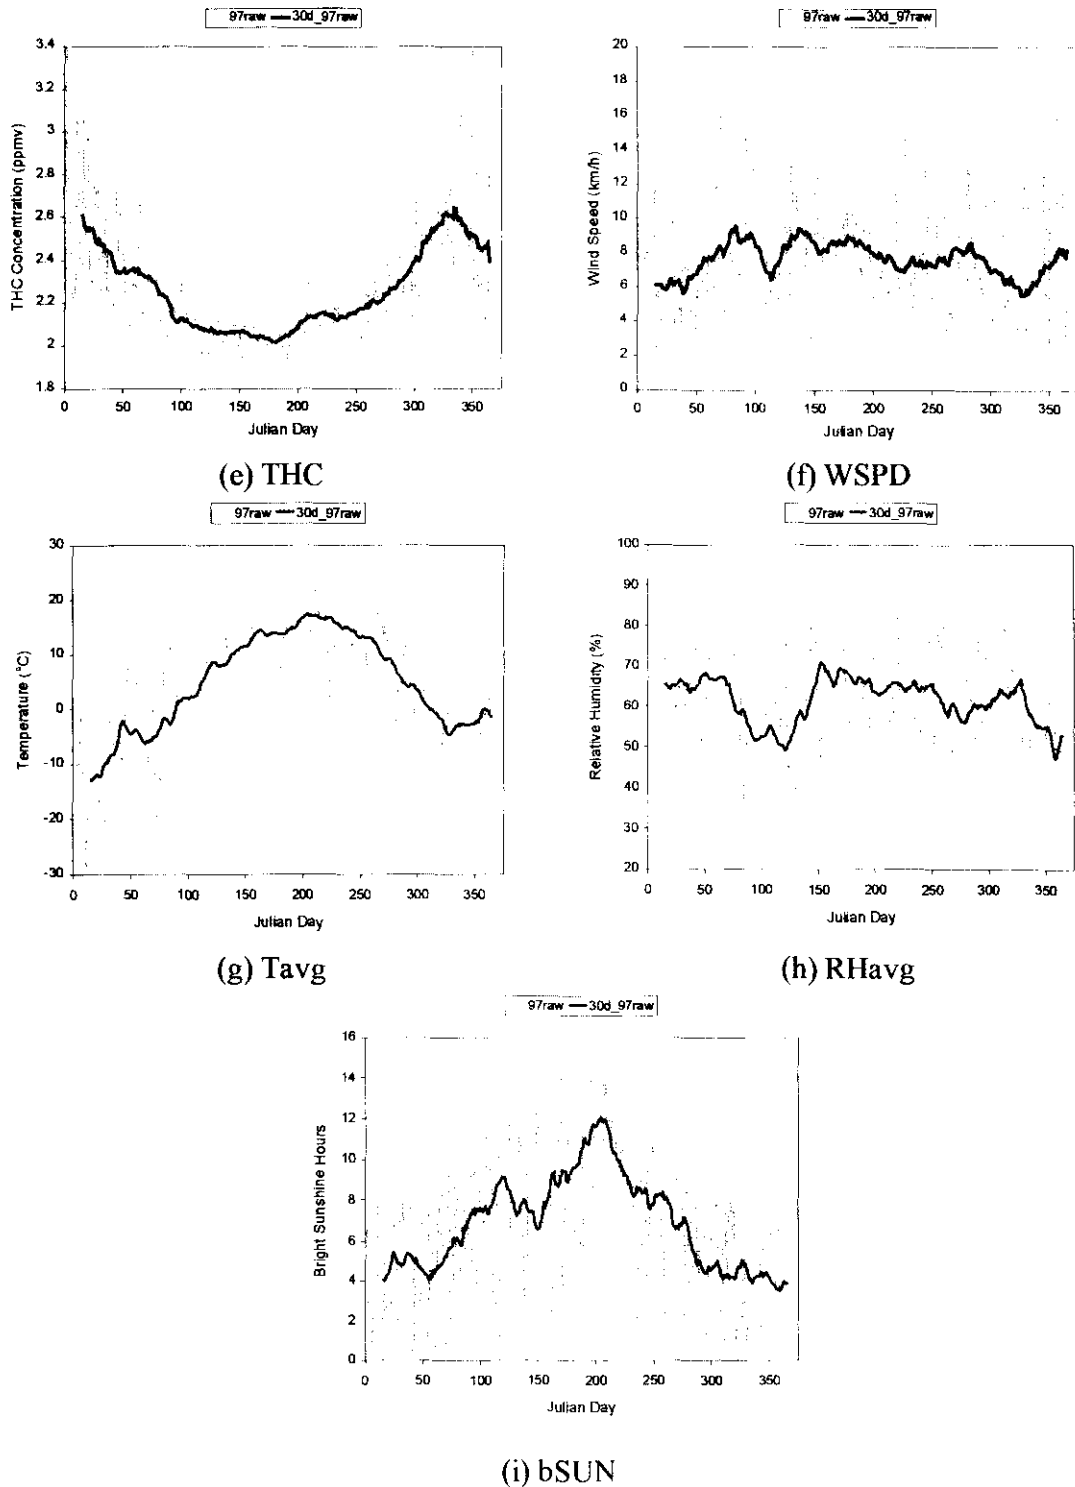 97raw 30d_97raw
THC Concentration (ppmv)
3.4
3.2
3
2.8
2.6
2.4
2.2
2
1.8
0 50 100 150 200 250 300 350
Julian Day
(e) THC
97raw 30d_97raw
Wind Speed (km/h)
20
18
16
14
12
10
8
6
4
2
0
0 50 100 150 200 250 300 350
Julian Day
(f) WSPD
97raw 30d_97raw
Temperature (°C)
30
20
10
0
-10
-20
-30
0 50 100 150 200 250 300 350
Julian Day
(g) Tavg
97raw 30d_97raw
Relative Humidity (%)
100
90
80
70
60
50
40
30
20
0 50 100 150 200 250 300 350
Julian Day
(h) RHavg
97raw 30d_97raw
Bright Sunshine Hours
16
14
12
10
8
6
4
2
0
0 50 100 150 200 250 300 350
Julian Day
(i) bSUN